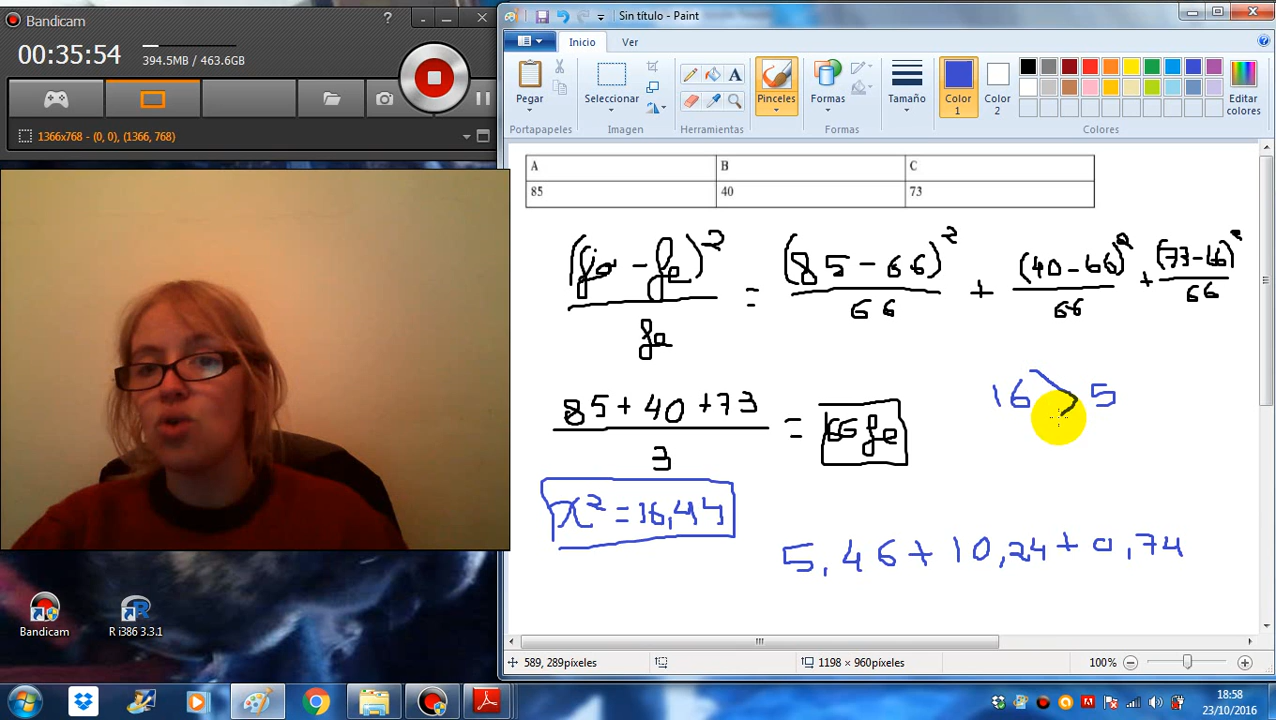 Bandicam
00:35:54
394.5MB / 463.6GB
1366x768 - (0, 0), (1366, 768)
Sin título - Paint
Inicio Ver
Pegar
Seleccionar
Pinceles
Formas
Tamaño
Color 1
Color 2
Editar colores
Portapapeles
Imagen
Herramientas
Formas
Colores
A B C
85 40 73
(fo - fe)² / fe = (85 - 66)² / 66 + (40 - 66)² / 66 + (73 - 66)² / 66
16 > 5
85 + 40 + 73 / 3 = 66 fe
x² = 16,44
5,46 + 10,24 + 0,74
Bandicam
R i386 3.3.1
589, 289píxeles
1198 × 960píxeles
100%
18:58
23/10/2016